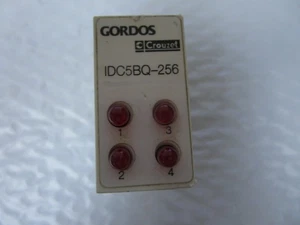 GORDOS
Crouzet
IDC5BQ-256
1 3
2 4